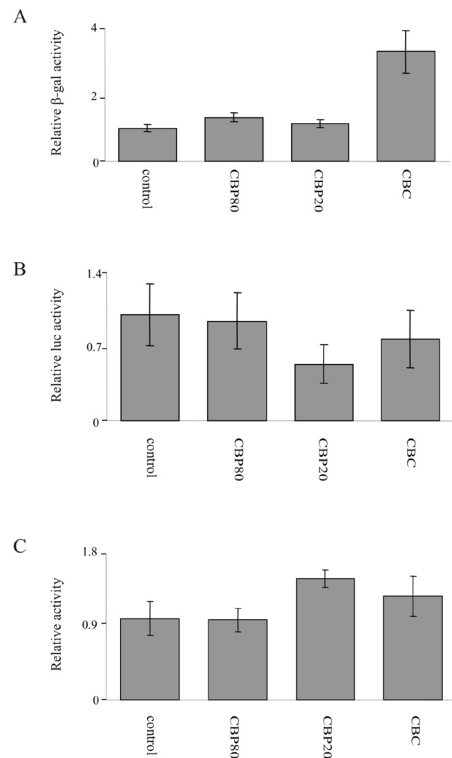 A
Relative β-gal activity
4
2
0
control
CBP80
CBP20
CBC
B
Relative luc activity
1.4
0.7
0
control
CBP80
CBP20
CBC
C
Relative activity
1.8
0.9
0
control
CBP80
CBP20
CBC